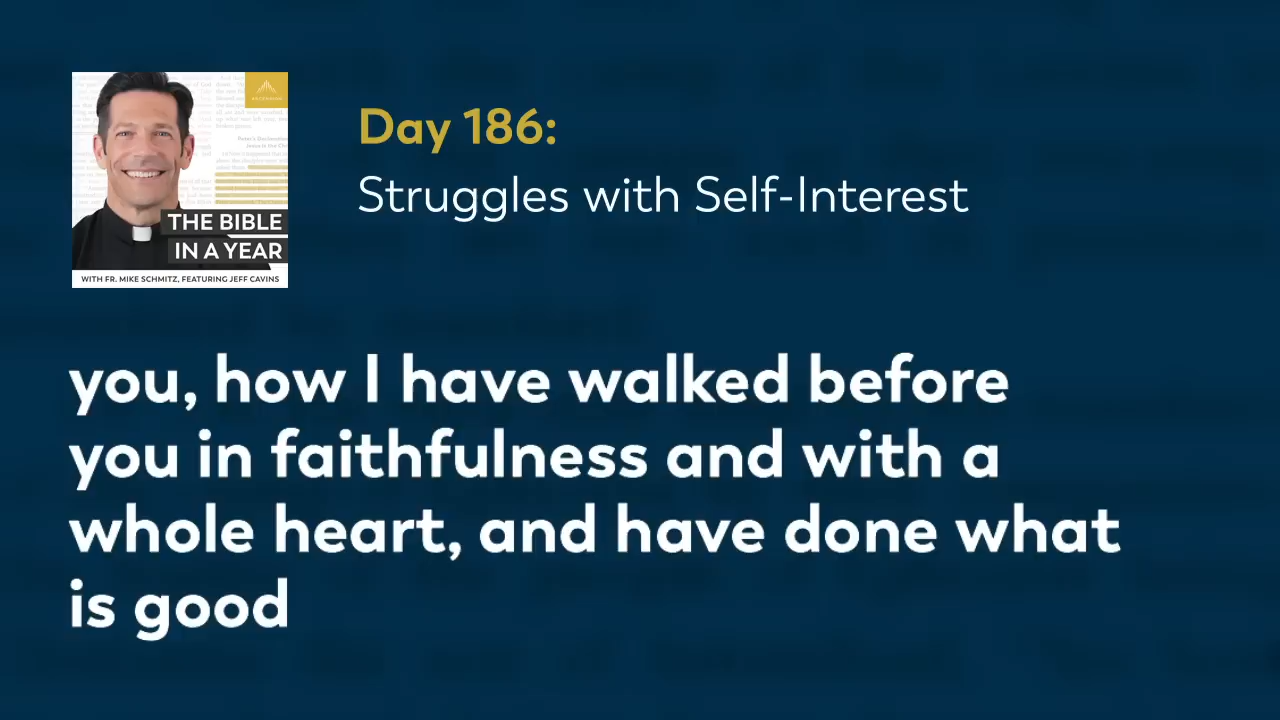 Day 186:
Struggles with Self-Interest
THE BIBLE
IN A YEAR
WITH FR. MIKE SCHMITZ, FEATURING JEFF CAVINS
you, how I have walked before
you in faithfulness and with a
whole heart, and have done what
is good